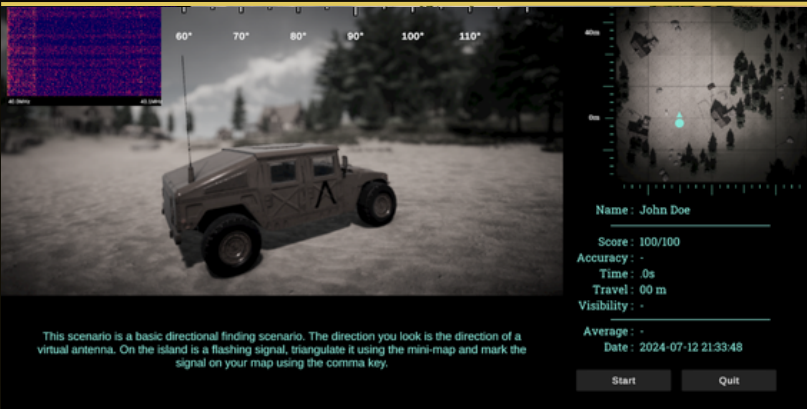 60° 70° 80° 90° 100° 110°
40m
0m
Name : John Doe
Score : 100/100
Accuracy : -
Time : .0s
Travel : 00 m
Visibility : -
Average : -
Date : 2024-07-12 21:33:48
This scenario is a basic directional finding scenario. The direction you look is the direction of a
virtual antenna. On the island is a flashing signal, triangulate it using the mini-map and mark the
signal on your map using the comma key.
Start Quit